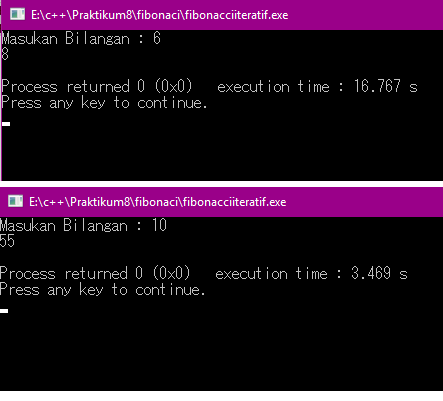 E:\c++\Praktikum8\fibonaci\fibonacciiteratif.exe
Masukan Bilangan : 6
8
Process returned 0 (0x0)   execution time : 16.767 s
Press any key to continue.
E:\c++\Praktikum8\fibonaci\fibonacciiteratif.exe
Masukan Bilangan : 10
55
Process returned 0 (0x0)   execution time : 3.469 s
Press any key to continue.